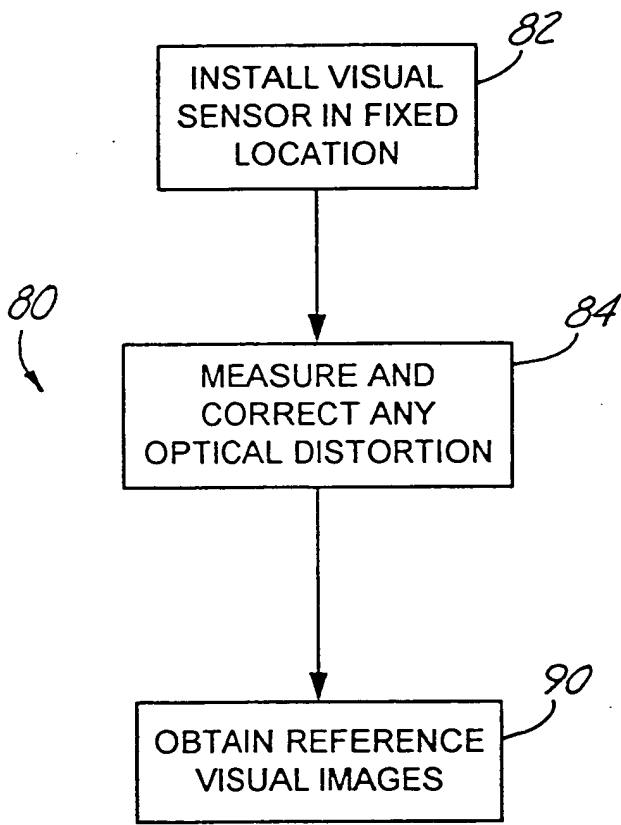 82
INSTALL VISUAL
SENSOR IN FIXED
LOCATION
80
84
MEASURE AND
CORRECT ANY
OPTICAL DISTORTION
90
OBTAIN REFERENCE
VISUAL IMAGES